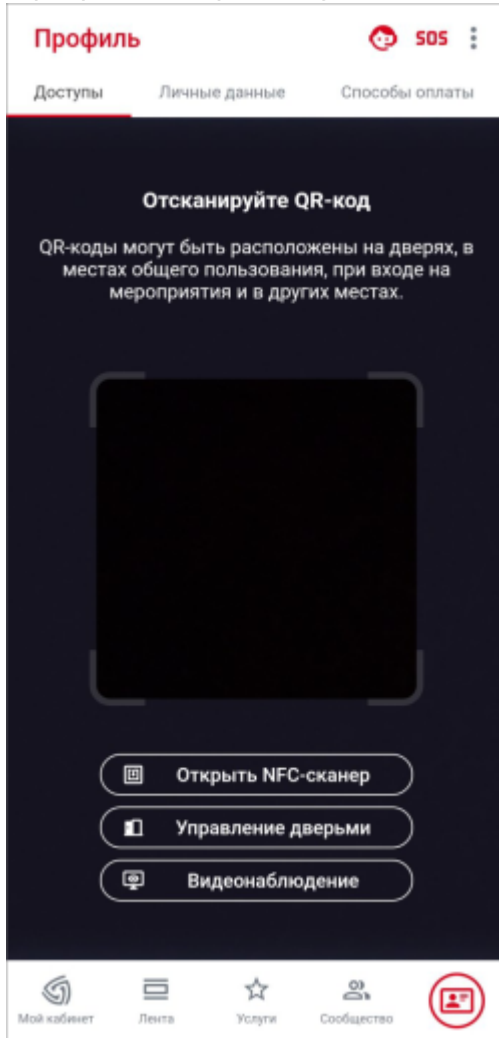 Профиль SOS
Доступы Личные данные Способы оплаты
Отсканируйте QR-код
QR-коды могут быть расположены на дверях, в
местах общего пользования, при входе на
мероприятия и в других местах.
Открыть NFC-сканер
Управление дверьми
Видеонаблюдение
Мой кабинет Лента Услуги Сообщество